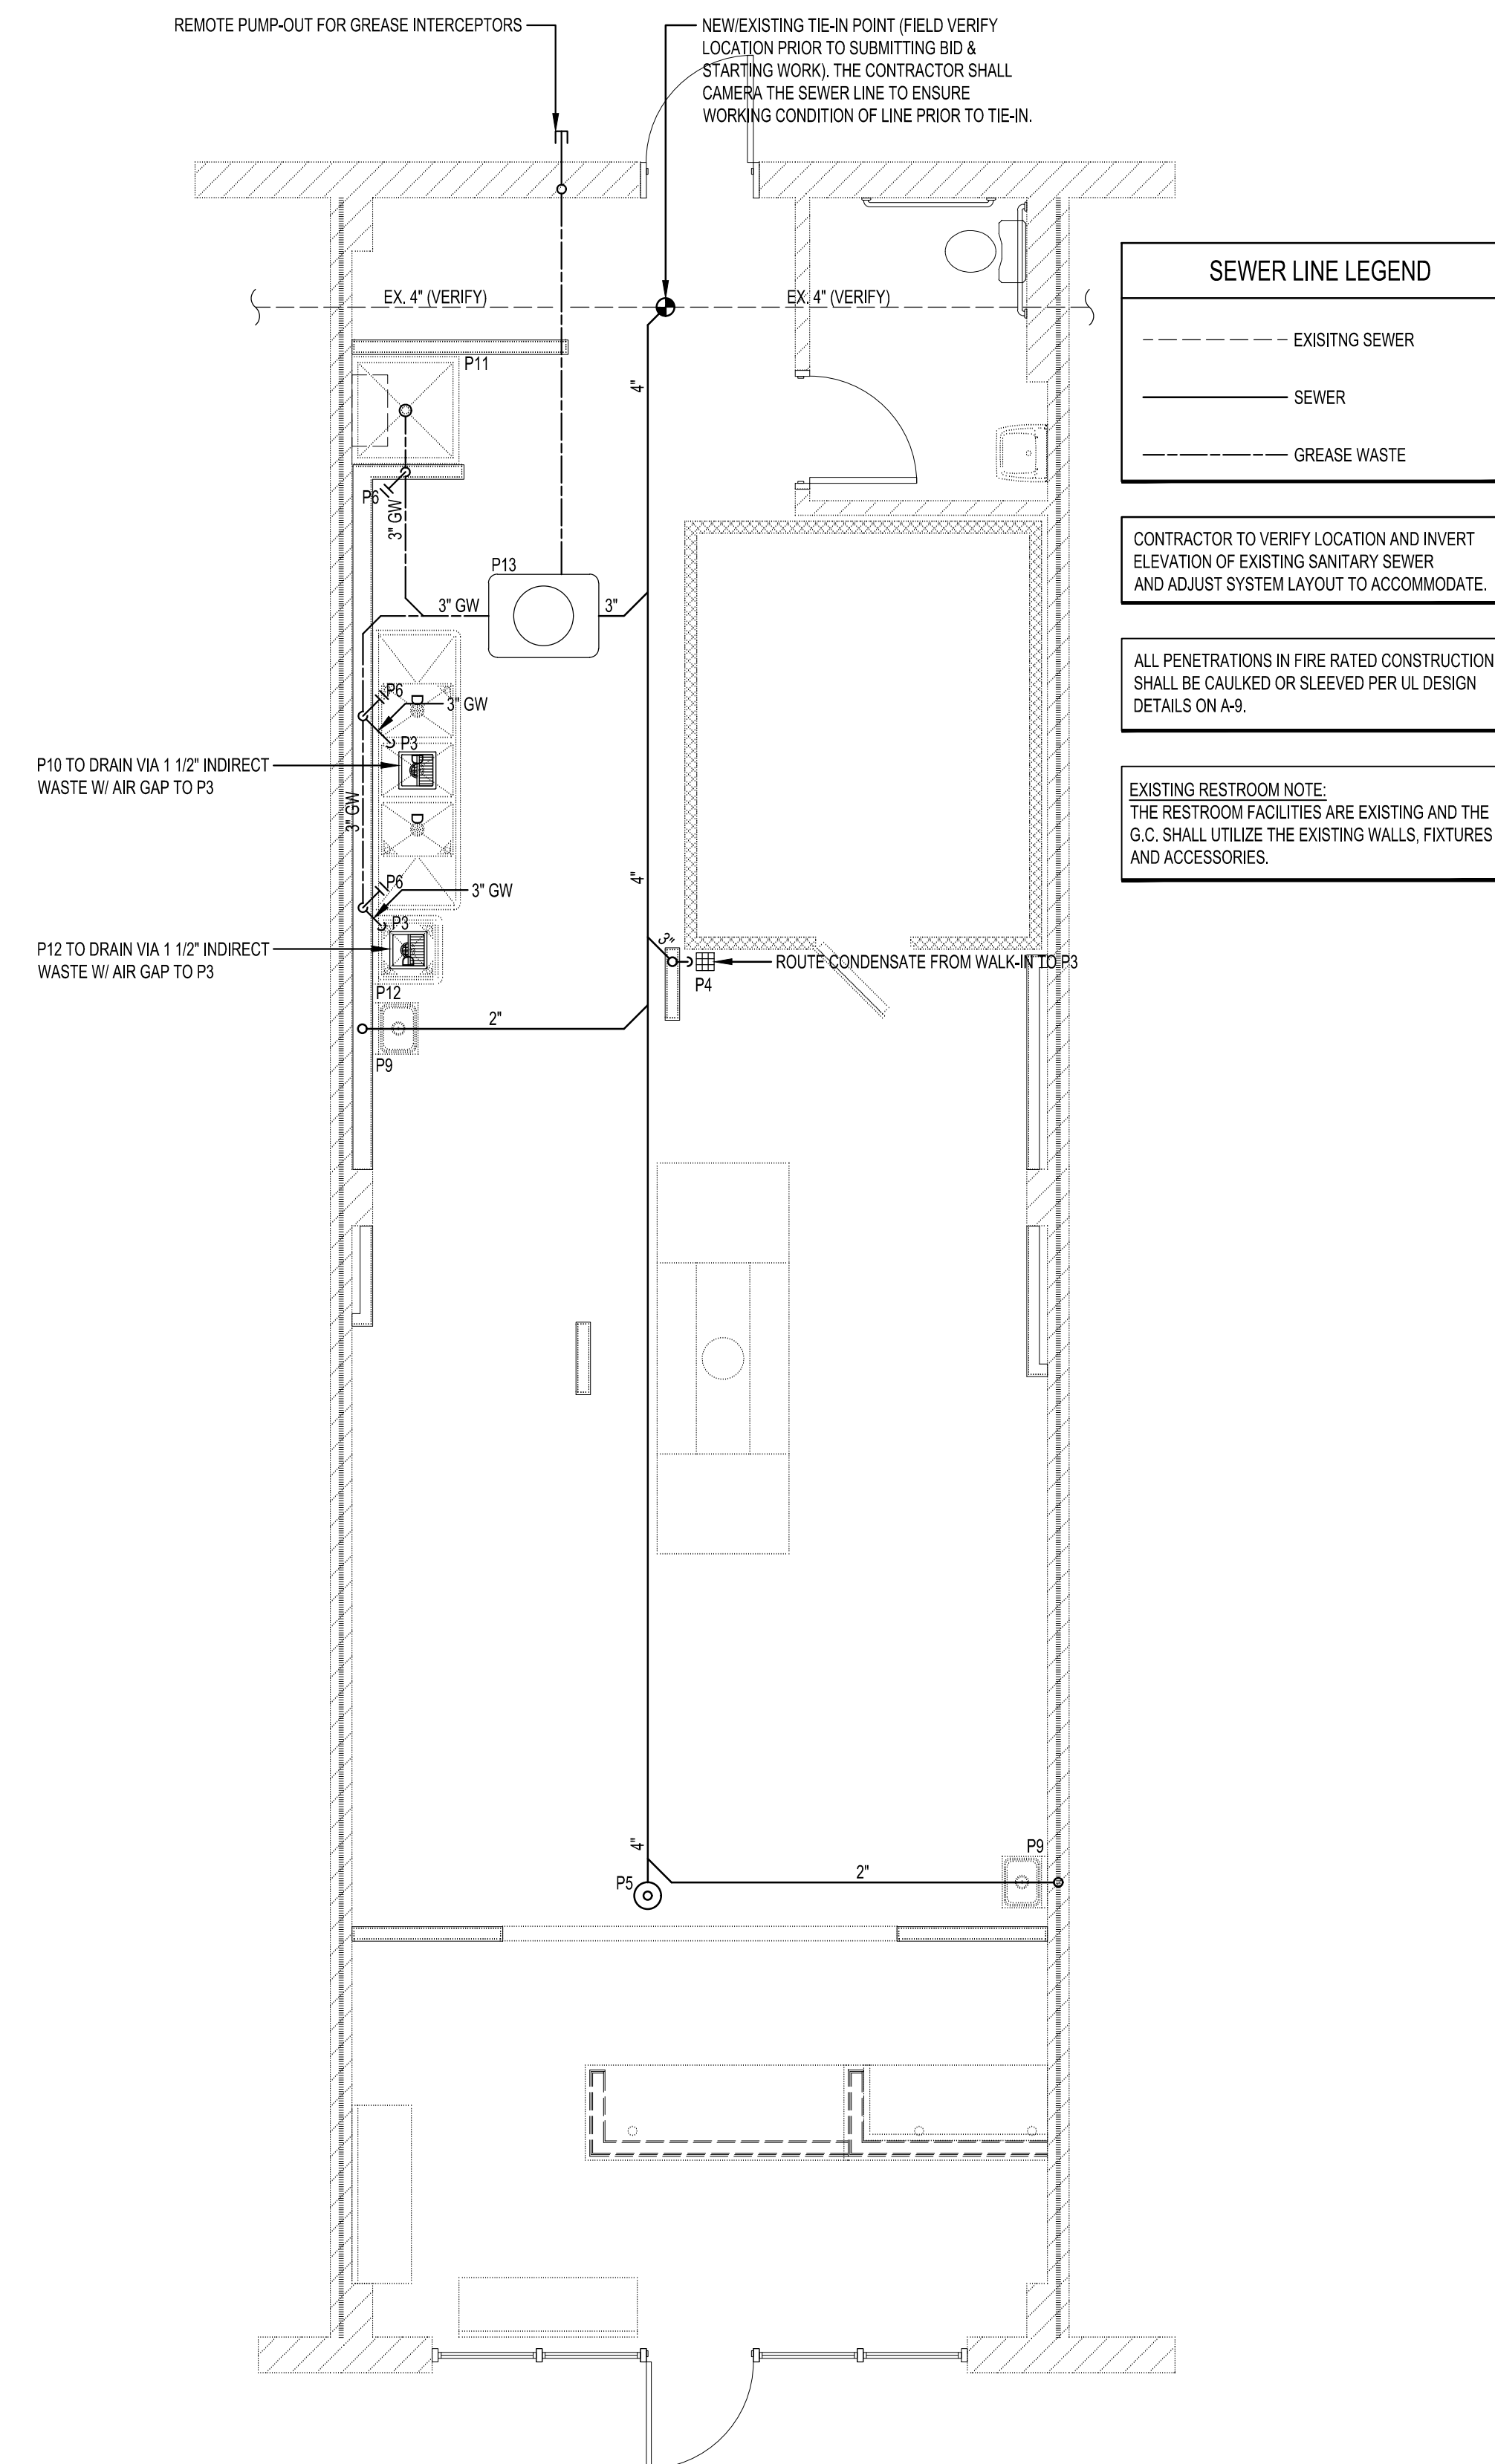 REMOTE PUMP-OUT FOR GREASE INTERCEPTORS
NEW/EXISTING TIE-IN POINT (FIELD VERIFY
LOCATION PRIOR TO SUBMITTING BID &
STARTING WORK). THE CONTRACTOR SHALL
CAMERA THE SEWER LINE TO ENSURE
WORKING CONDITION OF LINE PRIOR TO TIE-IN.
EX. 4" (VERIFY)
EX. 4" (VERIFY)
SEWER LINE LEGEND
EXISITNG SEWER
SEWER
GREASE WASTE
CONTRACTOR TO VERIFY LOCATION AND INVERT
ELEVATION OF EXISTING SANITARY SEWER
AND ADJUST SYSTEM LAYOUT TO ACCOMMODATE.
ALL PENETRATIONS IN FIRE RATED CONSTRUCTION
SHALL BE CAULKED OR SLEEVED PER UL DESIGN
DETAILS ON A-9.
EXISTING RESTROOM NOTE:
THE RESTROOM FACILITIES ARE EXISTING AND THE
G.C. SHALL UTILIZE THE EXISTING WALLS, FIXTURES
AND ACCESSORIES.
P11
4"
P6
3" GW
P13
3" GW
3"
P6
3" GW
P3
P10 TO DRAIN VIA 1 1/2" INDIRECT
WASTE W/ AIR GAP TO P3
3" GW
4"
P6
3" GW
P3
P12 TO DRAIN VIA 1 1/2" INDIRECT
WASTE W/ AIR GAP TO P3
3"
ROUTE CONDENSATE FROM WALK-IN TO P3
P4
P12
2"
P9
4"
P9
2"
P5